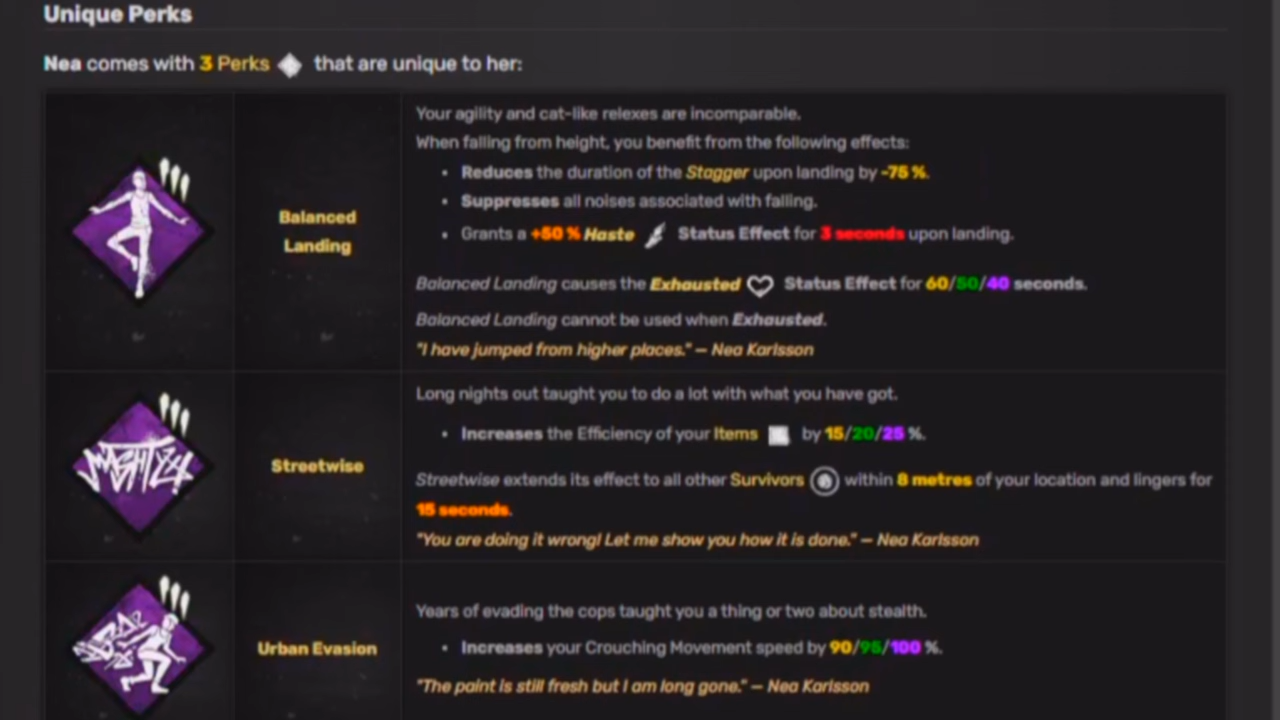 Unique Perks
Nea comes with 3 Perks that are unique to her:
Balanced
Landing
Your agility and cat-like relexes are incomparable.
When falling from height, you benefit from the following effects:
• Reduces the duration of the Stagger upon landing by -75 %.
• Suppresses all noises associated with falling.
• Grants a +50 % Haste Status Effect for 3 seconds upon landing.
Balanced Landing causes the Exhausted Status Effect for 60/50/40 seconds.
Balanced Landing cannot be used when Exhausted.
"I have jumped from higher places." — Nea Karlsson
Streetwise
Long nights out taught you to do a lot with what you have got.
• Increases the Efficiency of your Items by 15/20/25 %.
Streetwise extends its effect to all other Survivors within 8 metres of your location and lingers for
15 seconds.
"You are doing it wrong! Let me show you how it is done." — Nea Karlsson
Urban Evasion
Years of evading the cops taught you a thing or two about stealth.
• Increases your Crouching Movement speed by 90/95/100 %.
"The paint is still fresh but I am long gone." — Nea Karlsson